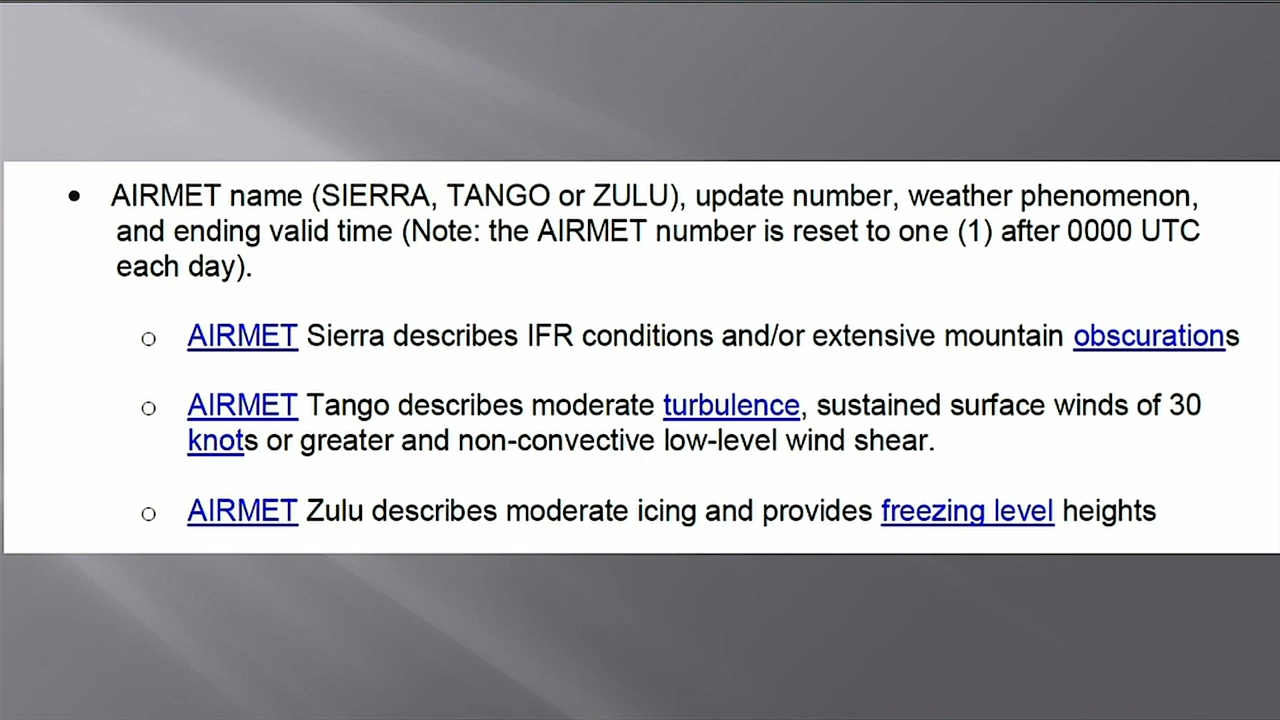 • AIRMET name (SIERRA, TANGO or ZULU), update number, weather phenomenon,
and ending valid time (Note: the AIRMET number is reset to one (1) after 0000 UTC
each day).
o AIRMET Sierra describes IFR conditions and/or extensive mountain obscurations
o AIRMET Tango describes moderate turbulence, sustained surface winds of 30
knots or greater and non-convective low-level wind shear.
o AIRMET Zulu describes moderate icing and provides freezing level heights